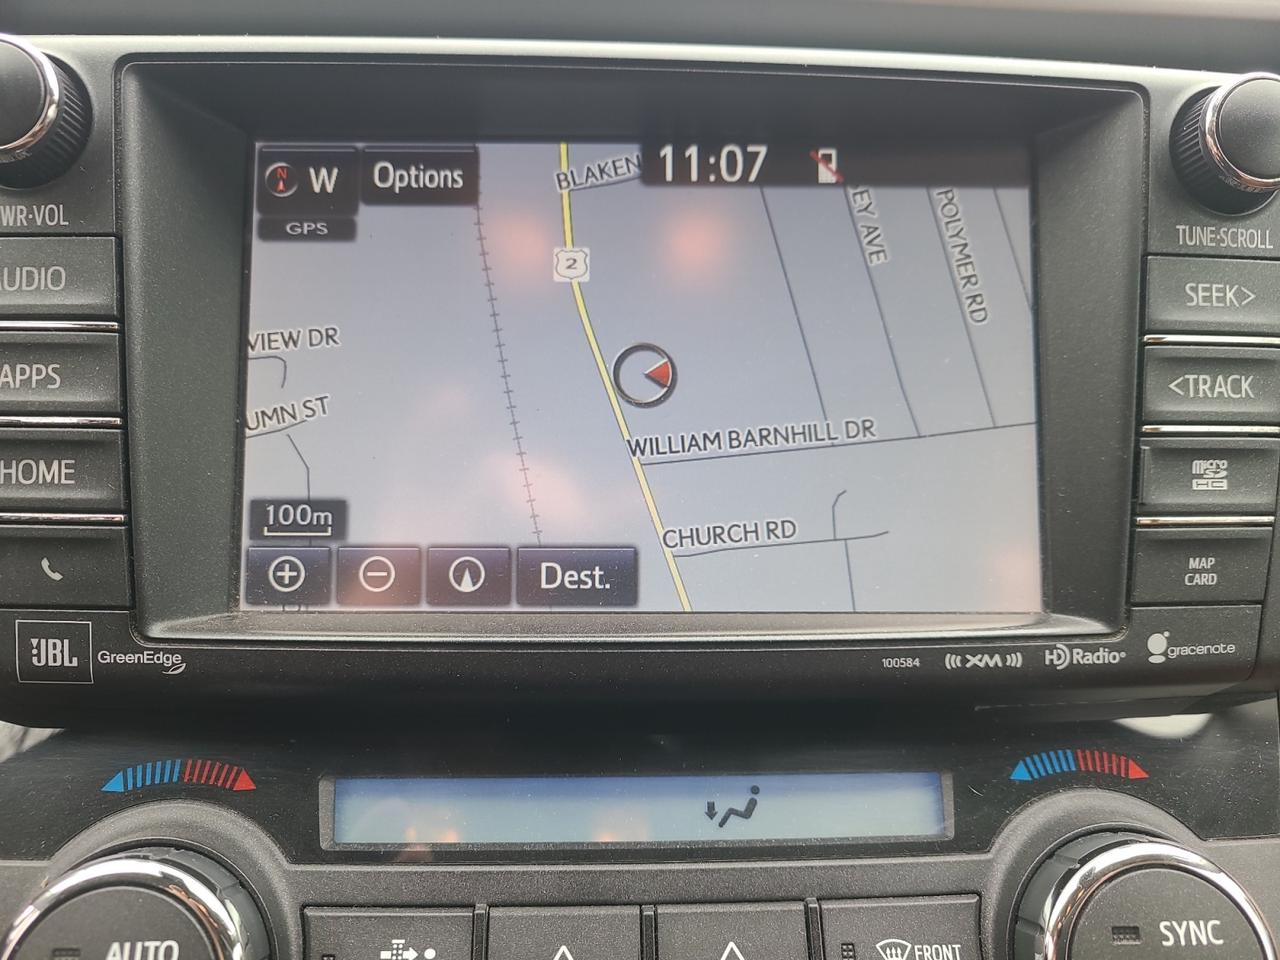 WR·VOL
AUDIO
APPS
HOME
N W
Options
GPS
BLAKEN
11:07
EY AVE
POLYMER RD
2
VIEW DR
UMN ST
WILLIAM BARNHILL DR
CHURCH RD
100m
Dest.
TUNE·SCROLL
SEEK>
<TRACK
micro
SD
HC
MAP
CARD
JBL
GreenEdge
100584
XM
HD Radio
gracenote
AUTO
FRONT
SYNC